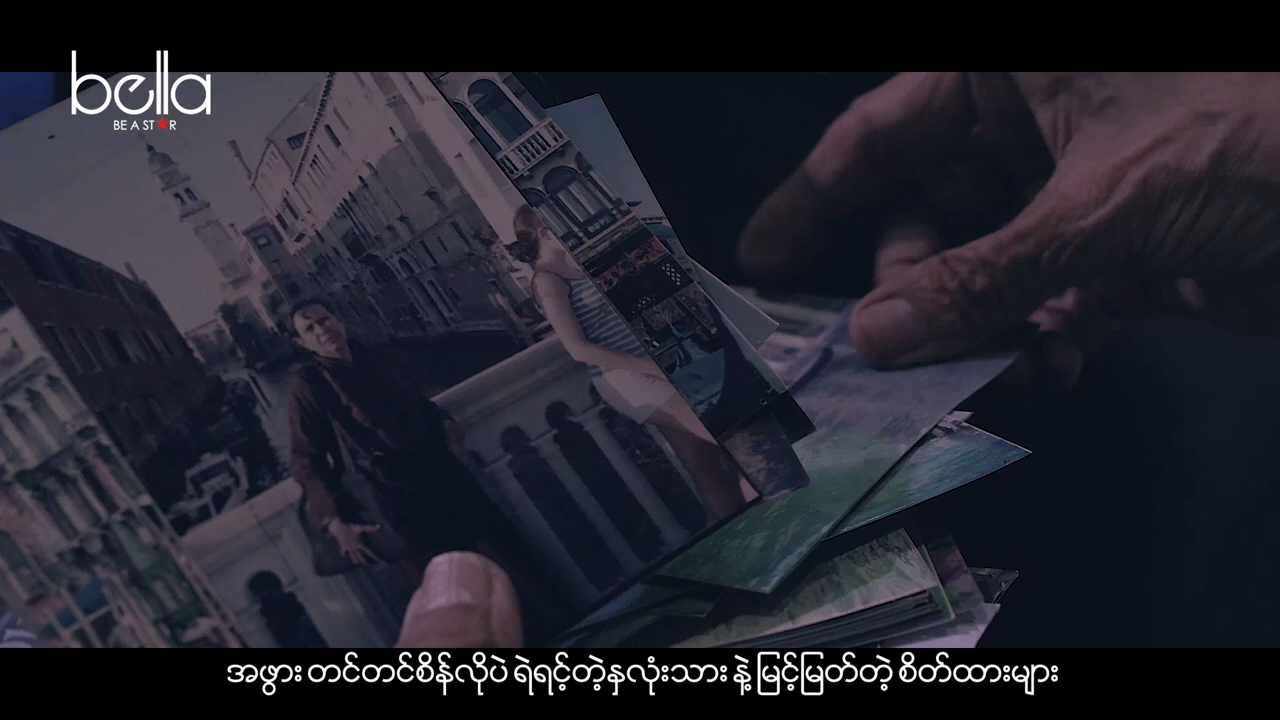 bella
BE A ST★R
အဖွား တင်တင်စိန်လိုပဲ ရဲရင့်တဲ့နှလုံးသား နဲ့ မြင့်မြတ်တဲ့ စိတ်ထားများ